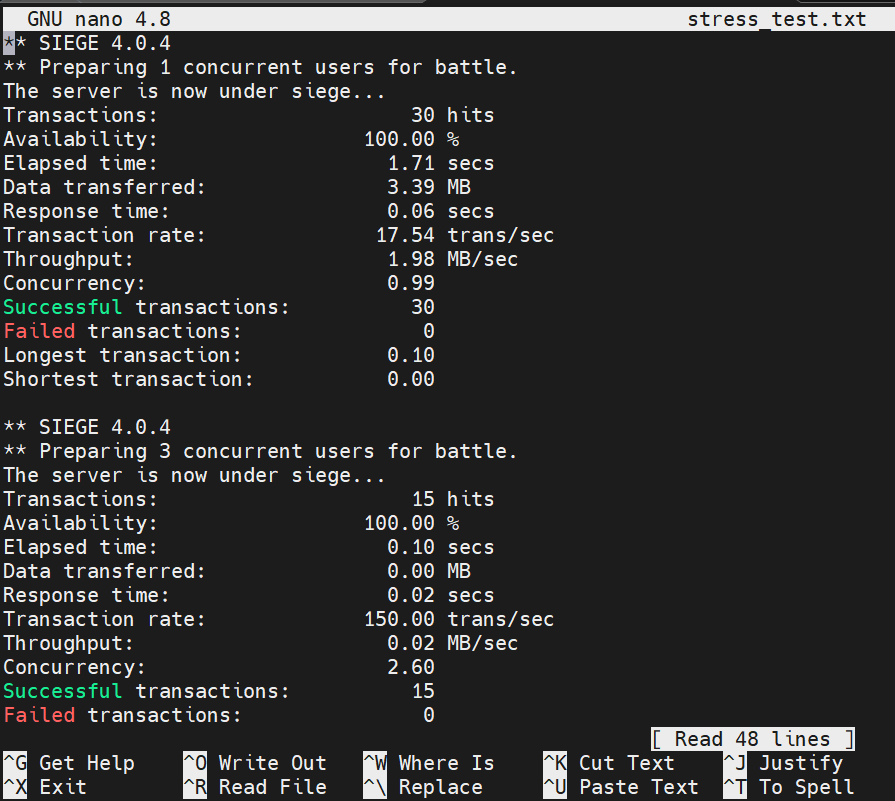 GNU nano 4.8 stress_test.txt
** SIEGE 4.0.4
** Preparing 1 concurrent users for battle.
The server is now under siege...
Transactions: 30 hits
Availability: 100.00 %
Elapsed time: 1.71 secs
Data transferred: 3.39 MB
Response time: 0.06 secs
Transaction rate: 17.54 trans/sec
Throughput: 1.98 MB/sec
Concurrency: 0.99
Successful transactions: 30
Failed transactions: 0
Longest transaction: 0.10
Shortest transaction: 0.00
** SIEGE 4.0.4
** Preparing 3 concurrent users for battle.
The server is now under siege...
Transactions: 15 hits
Availability: 100.00 %
Elapsed time: 0.10 secs
Data transferred: 0.00 MB
Response time: 0.02 secs
Transaction rate: 150.00 trans/sec
Throughput: 0.02 MB/sec
Concurrency: 2.60
Successful transactions: 15
Failed transactions: 0
[ Read 48 lines ]
^G Get Help ^O Write Out ^W Where Is ^K Cut Text ^J Justify
^X Exit ^R Read File ^\ Replace ^U Paste Text ^T To Spell